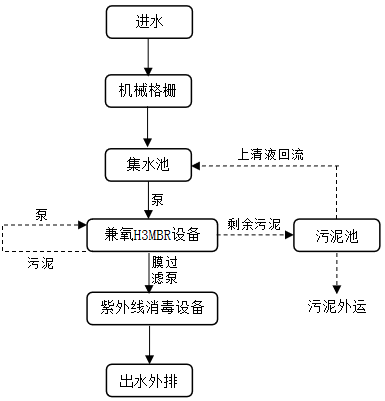 进水
机械格栅
上清液回流
集水池
泵
泵
兼氧H3MBR设备
剩余污泥
污泥池
污泥
膜过
滤泵
紫外线消毒设备
污泥外运
出水外排